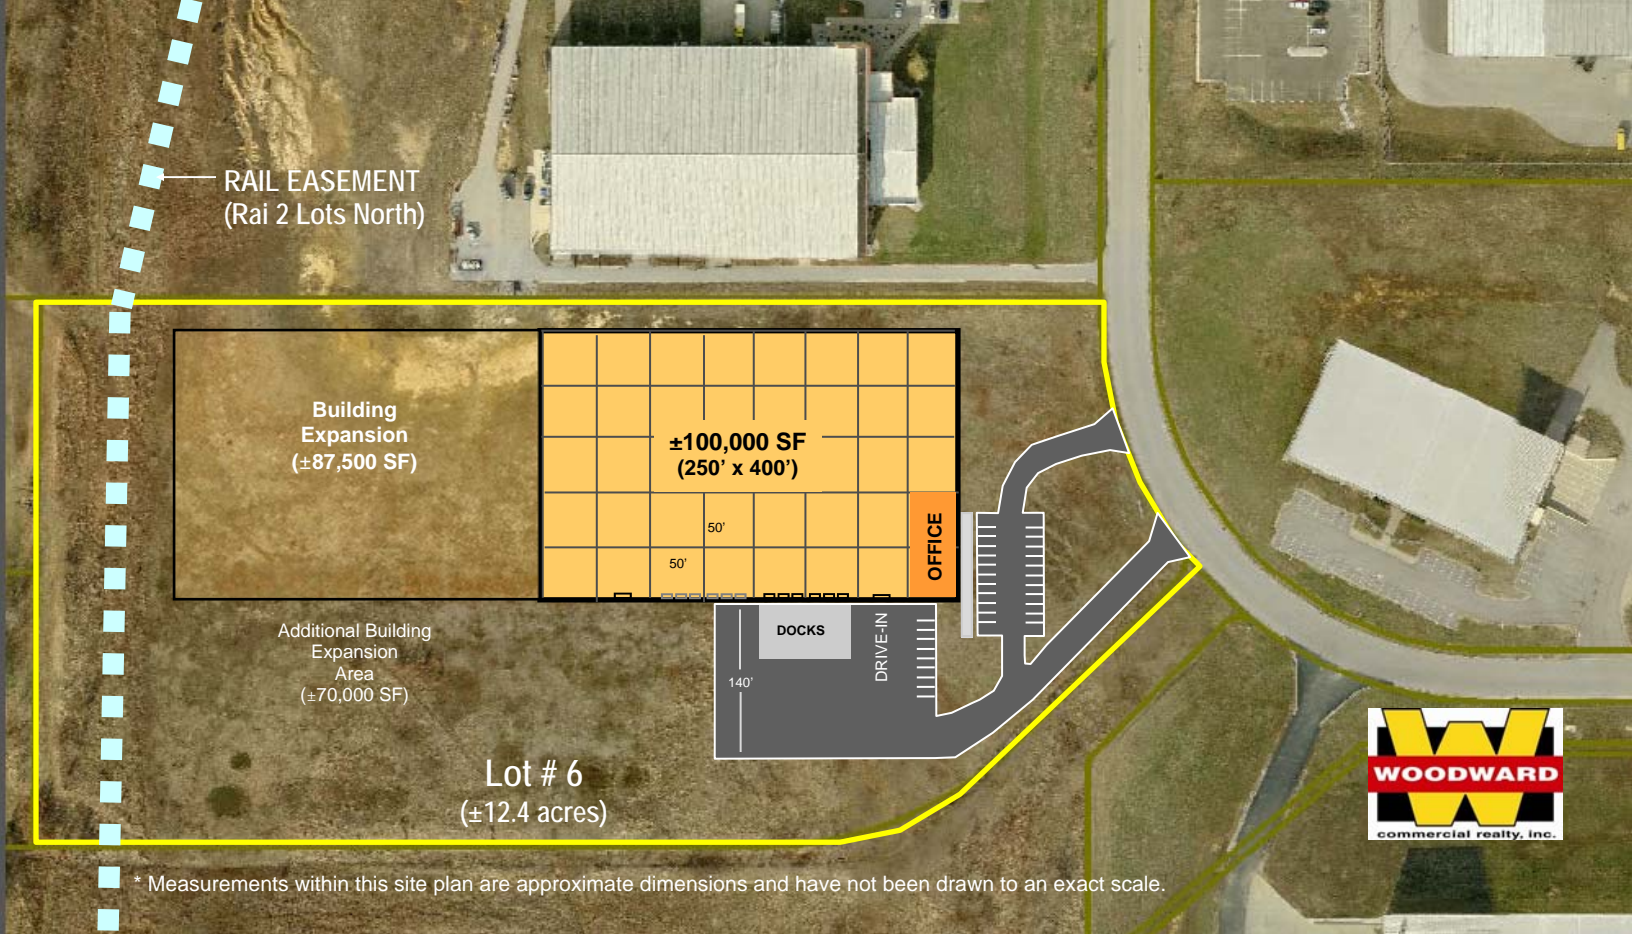 RAIL EASEMENT
(Rai 2 Lots North)
Building
Expansion
(±87,500 SF)
±100,000 SF
(250’ x 400’)
50’
50’
OFFICE
DOCKS
DRIVE-IN
140’
Additional Building
Expansion
Area
(±70,000 SF)
Lot # 6
(±12.4 acres)
W
WOODWARD
commercial realty, inc.
* Measurements within this site plan are approximate dimensions and have not been drawn to an exact scale.